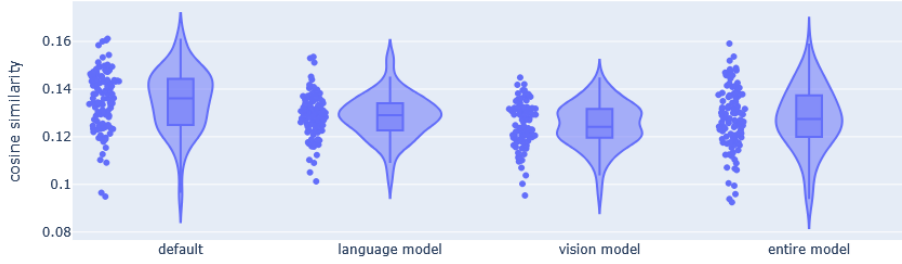 cosine similarity
0.16
0.14
0.12
0.1
0.08
default
language model
vision model
entire model